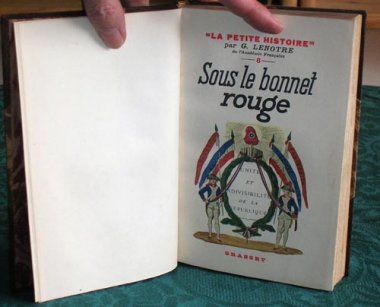 "LA PETITE HISTOIRE"
par G. LENOTRE
de l'Académie Française
8
Sous le bonnet
rouge
UNITÉ
ET
INDIVISIBILITÉ
DE LA
RÉPUBLIQUE
GRASSET